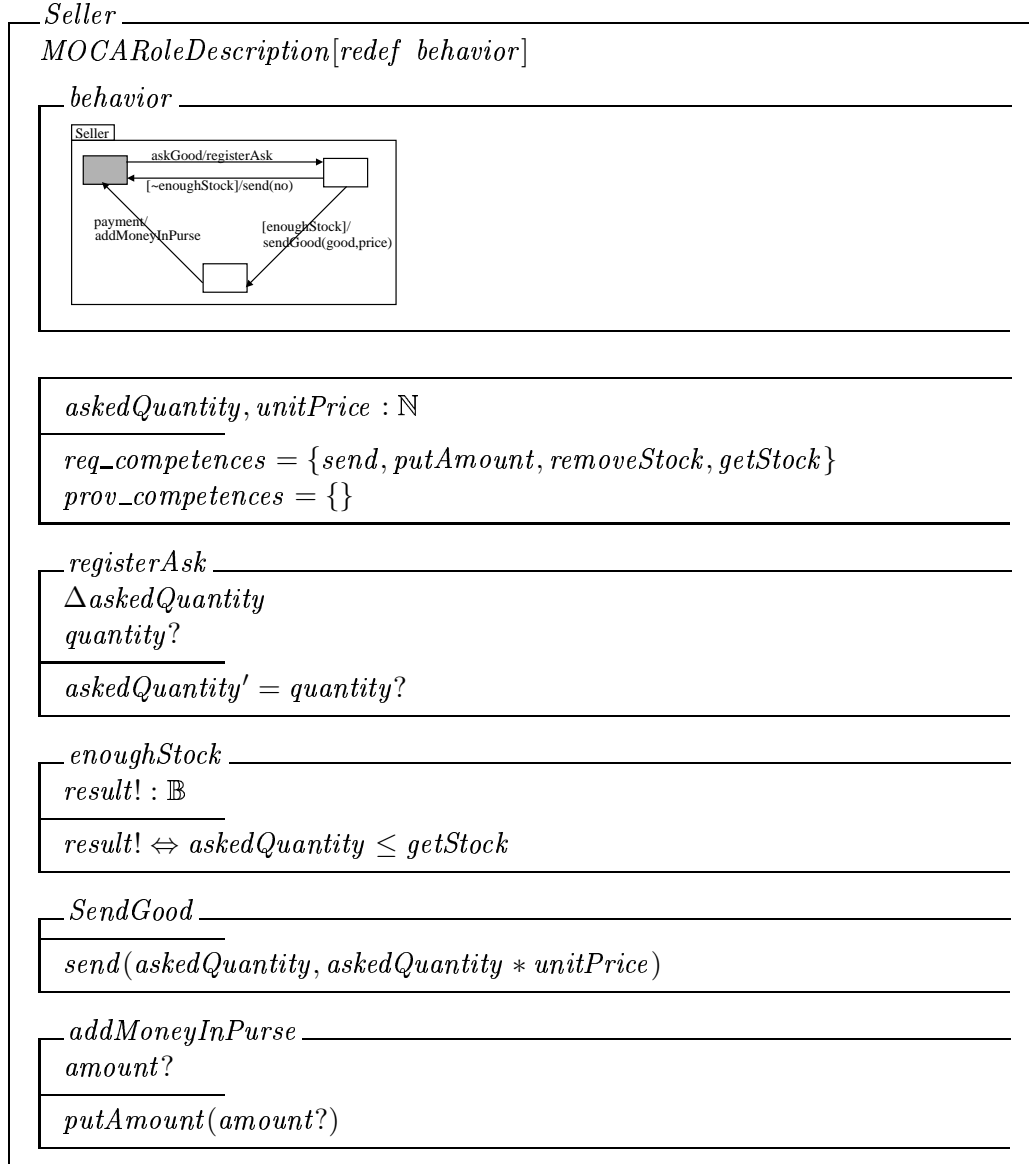 Seller
MOCARoleDescription[redef behavior]
behavior
Seller
askGood/registerAsk
[~enoughStock]/send(no)
payment/
addMoneyInPurse
[enoughStock]/
sendGood(good,price)
askedQuantity, unitPrice : ℕ
req_competences = {send, putAmount, removeStock, getStock}
prov_competences = {}
registerAsk
ΔaskedQuantity
quantity?
askedQuantity′ = quantity?
enoughStock
result! : 𝔹
result! ⇔ askedQuantity ≤ getStock
SendGood
send(askedQuantity, askedQuantity ∗ unitPrice)
addMoneyInPurse
amount?
putAmount(amount?)